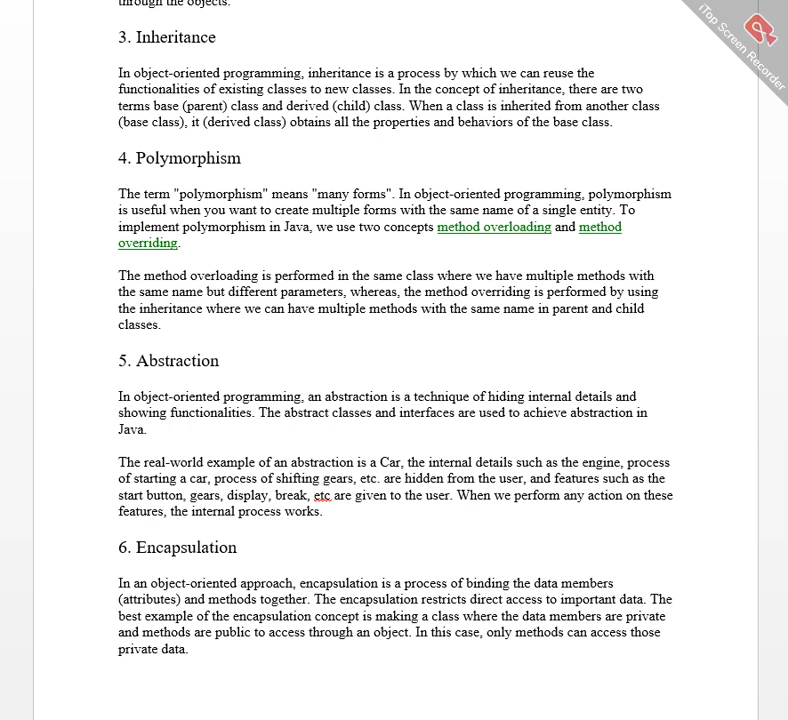 through the objects.
3. Inheritance
In object-oriented programming, inheritance is a process by which we can reuse the
functionalities of existing classes to new classes. In the concept of inheritance, there are two
terms base (parent) class and derived (child) class. When a class is inherited from another class
(base class), it (derived class) obtains all the properties and behaviors of the base class.
4. Polymorphism
The term "polymorphism" means "many forms". In object-oriented programming, polymorphism
is useful when you want to create multiple forms with the same name of a single entity. To
implement polymorphism in Java, we use two concepts method overloading and method
overriding.
The method overloading is performed in the same class where we have multiple methods with
the same name but different parameters, whereas, the method overriding is performed by using
the inheritance where we can have multiple methods with the same name in parent and child
classes.
5. Abstraction
In object-oriented programming, an abstraction is a technique of hiding internal details and
showing functionalities. The abstract classes and interfaces are used to achieve abstraction in
Java.
The real-world example of an abstraction is a Car, the internal details such as the engine, process
of starting a car, process of shifting gears, etc. are hidden from the user, and features such as the
start button, gears, display, break, etc are given to the user. When we perform any action on these
features, the internal process works.
6. Encapsulation
In an object-oriented approach, encapsulation is a process of binding the data members
(attributes) and methods together. The encapsulation restricts direct access to important data. The
best example of the encapsulation concept is making a class where the data members are private
and methods are public to access through an object. In this case, only methods can access those
private data.
iTop Screen Recorder